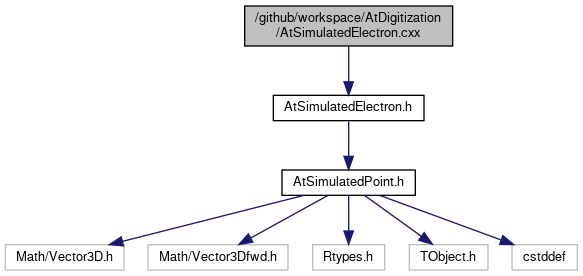 /github/workspace/AtDigitization
/AtSimulatedElectron.cxx
AtSimulatedElectron.h
AtSimulatedPoint.h
Math/Vector3D.h
Math/Vector3Dfwd.h
Rtypes.h
TObject.h
cstddef